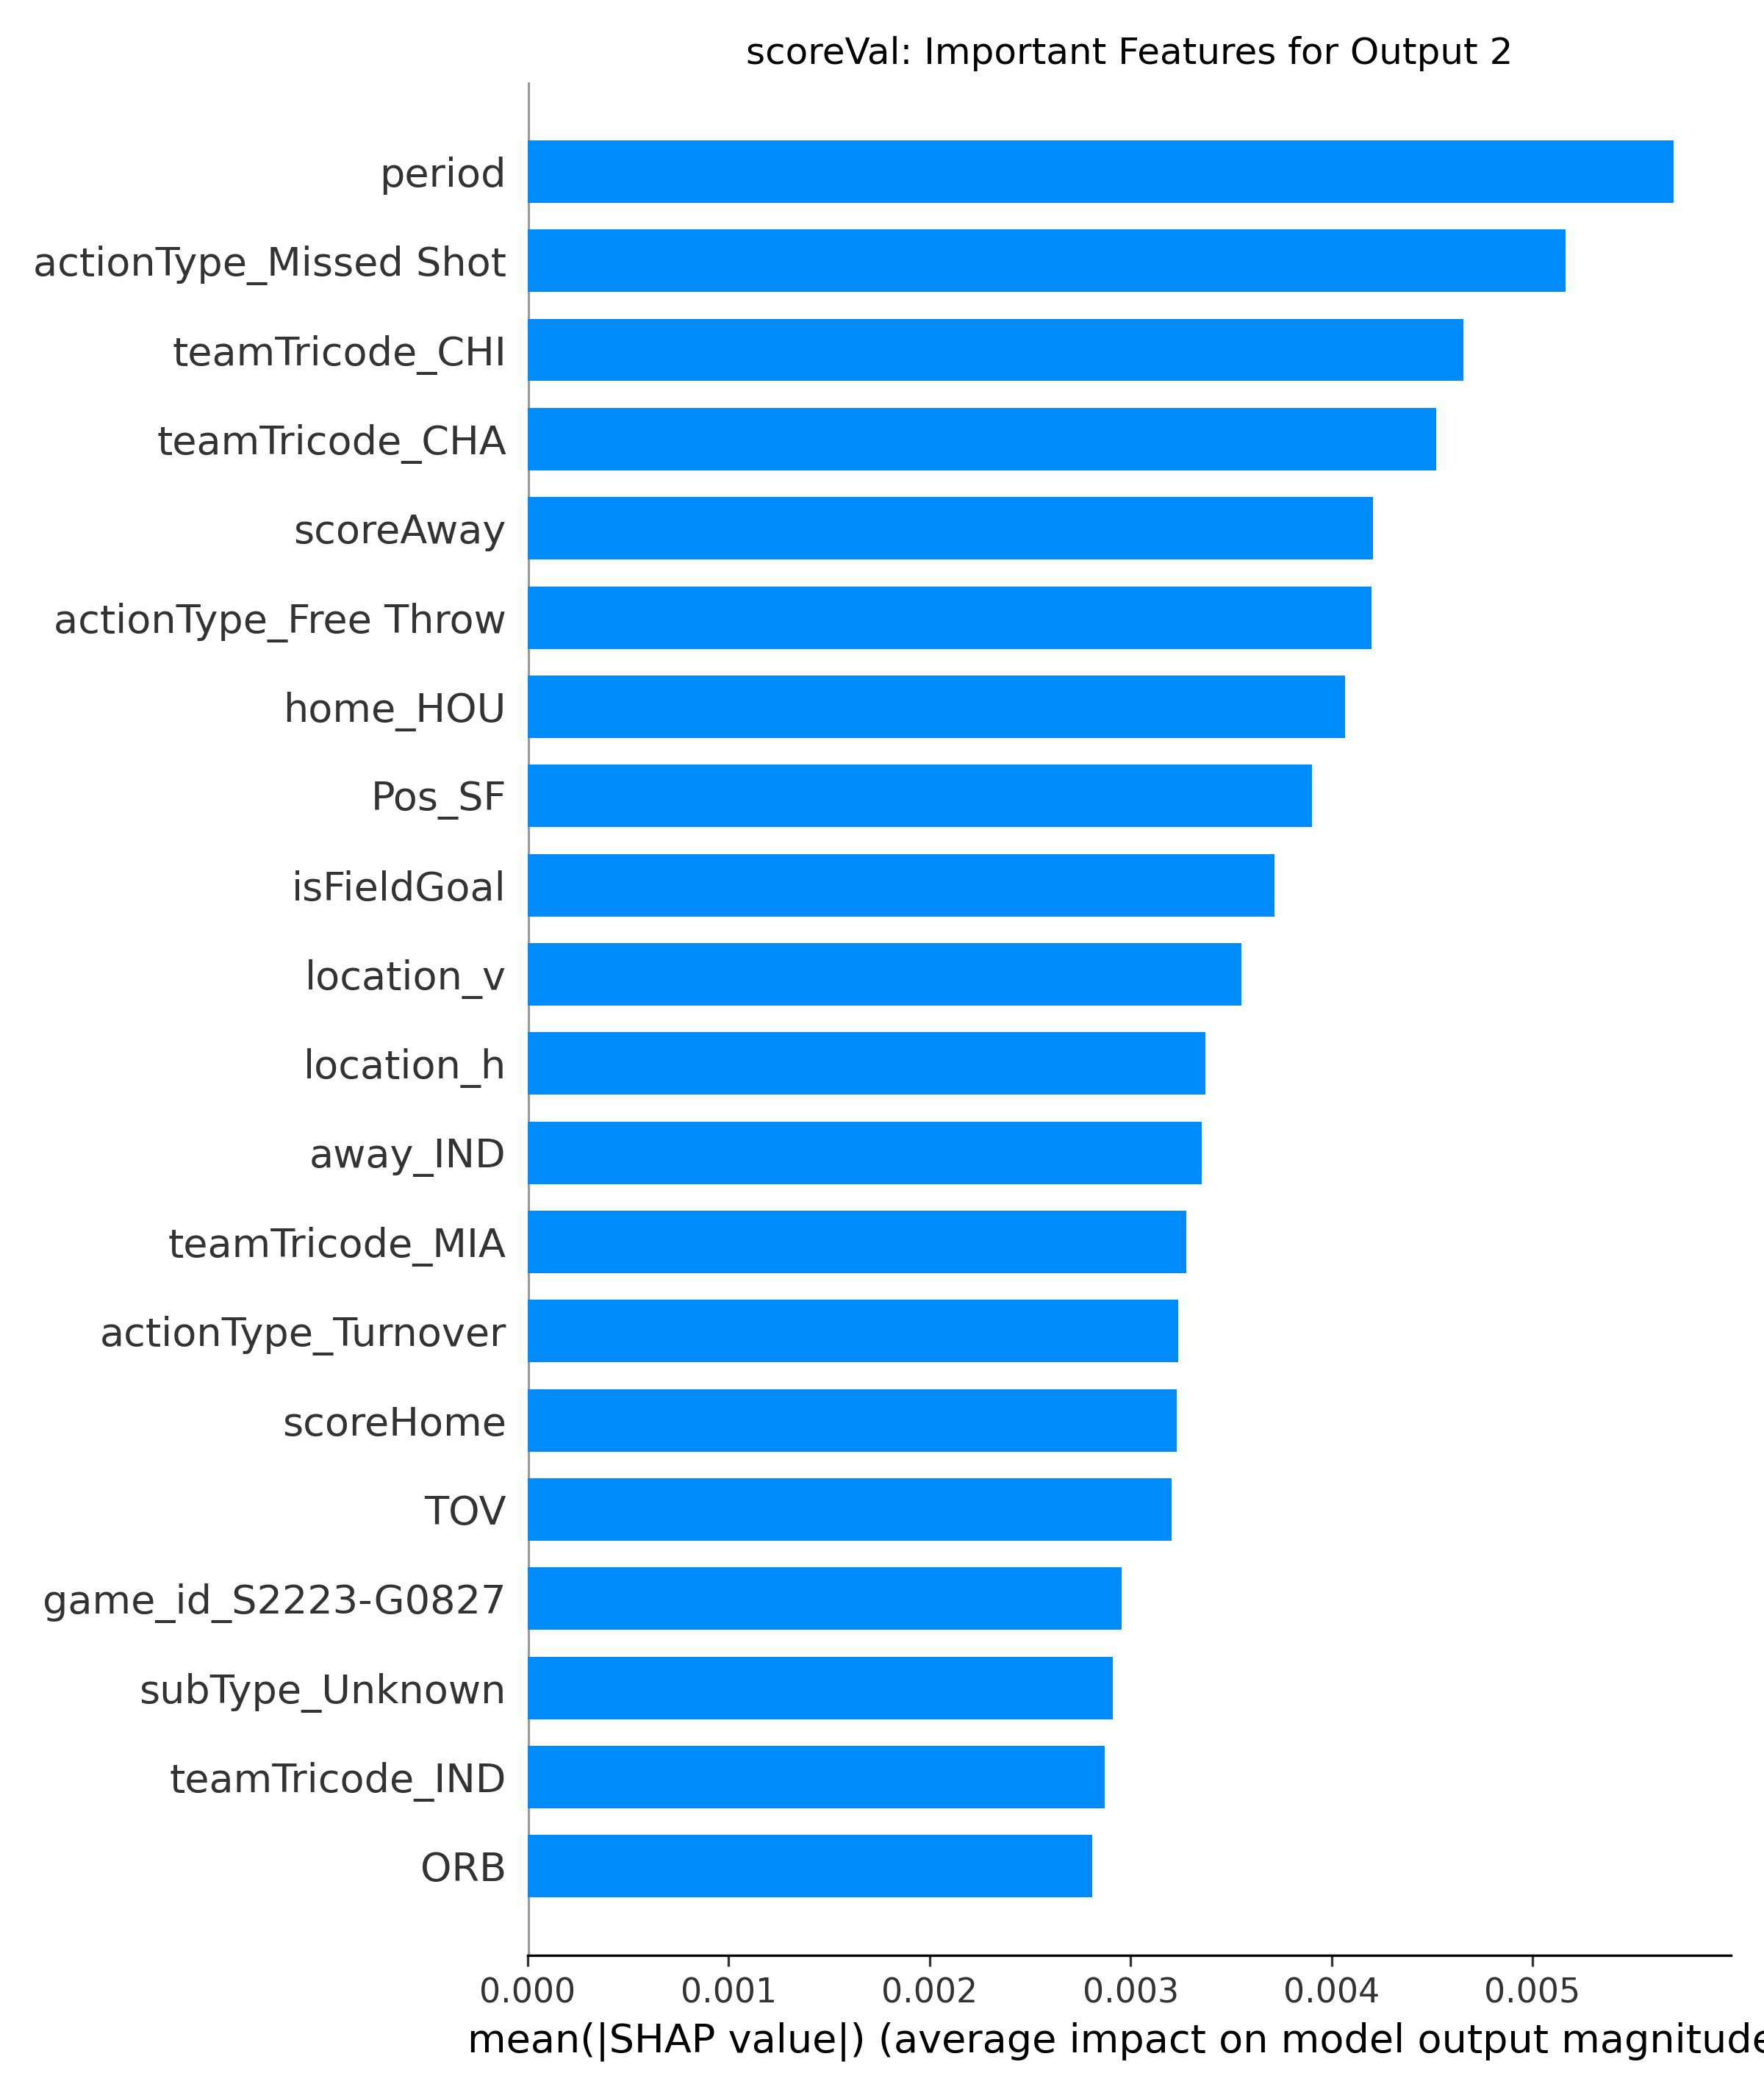 scoreVal: Important Features for Output 2
period
actionType_Missed Shot
teamTricode_CHI
teamTricode_CHA
scoreAway
actionType_Free Throw
home_HOU
Pos_SF
isFieldGoal
location_v
location_h
away_IND
teamTricode_MIA
actionType_Turnover
scoreHome
TOV
game_id_S2223-G0827
subType_Unknown
teamTricode_IND
ORB
0.000 0.001 0.002 0.003 0.004 0.005
mean(|SHAP value|) (average impact on model output magnitude